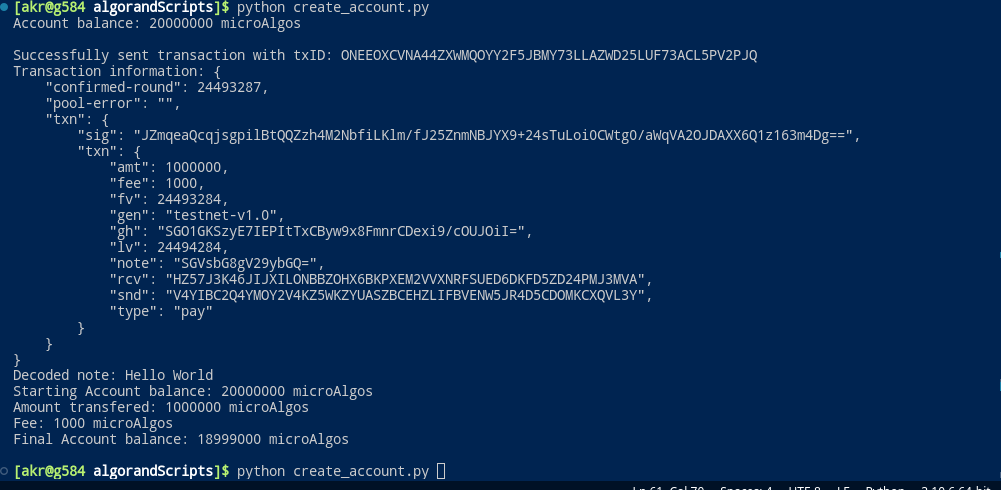 [akr@g584 algorandScripts]$ python create_account.py
Account balance: 20000000 microAlgos
Successfully sent transaction with txID: ONEEOXCVNA44ZXWMQOYY2F5JBMY73LLAZWD25LUF73ACL5PV2PJQ
Transaction information: {
    "confirmed-round": 24493287,
    "pool-error": "",
    "txn": {
        "sig": "JZmqeaQcqjsgpilBtQQZzh4M2NbfiLKlm/fJ25ZnmNBJYX9+24sTuLoi0CWtg0/aWqVA2OJDAXX6Q1z163m4Dg==",
        "txn": {
            "amt": 1000000,
            "fee": 1000,
            "fv": 24493284,
            "gen": "testnet-v1.0",
            "gh": "SGO1GKSzyE7IEPItTxCByw9x8FmnrCDexi9/cOUJOiI=",
            "lv": 24494284,
            "note": "SGVsbG8gV29ybGQ=",
            "rcv": "HZ57J3K46JIJXILONBBZOHX6BKPXEM2VVXNRFSUED6DKFD5ZD24PMJ3MVA",
            "snd": "V4YIBC2Q4YMOY2V4KZ5WKZYUASZBCEHZLIFBVENW5JR4D5CDOMKCXQVL3Y",
            "type": "pay"
        }
    }
}
Decoded note: Hello World
Starting Account balance: 20000000 microAlgos
Amount transfered: 1000000 microAlgos
Fee: 1000 microAlgos
Final Account balance: 18999000 microAlgos
[akr@g584 algorandScripts]$ python create_account.py